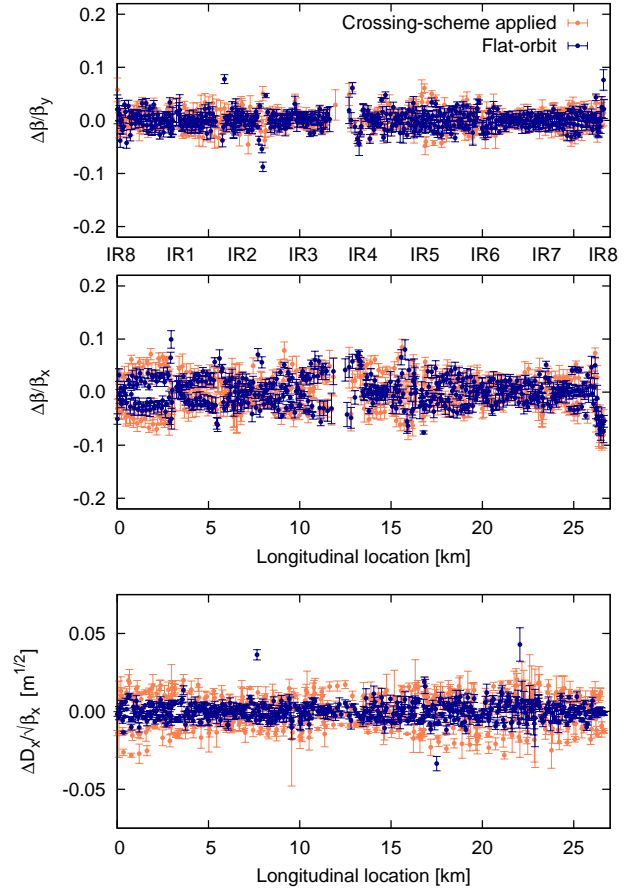 Crossing-scheme applied
Flat-orbit
0.2
0.1
0.0
-0.1
-0.2
Δβ/βy
IR8 IR1 IR2 IR3 IR4 IR5 IR6 IR7 IR8
0.2
0.1
0.0
-0.1
-0.2
Δβ/βx
0 5 10 15 20 25
Longitudinal location [km]
0.05
0.00
-0.05
ΔDx/√βx [m1/2]
0 5 10 15 20 25
Longitudinal location [km]